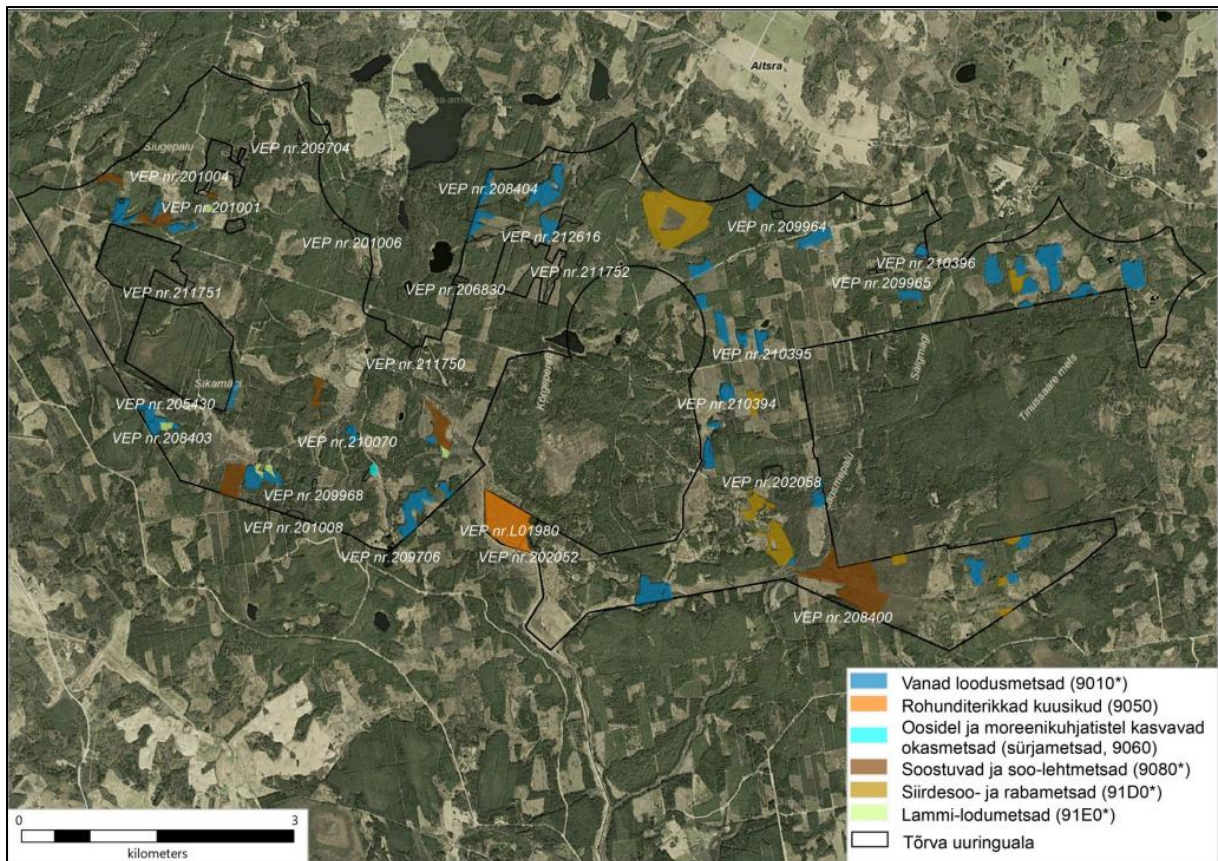 Aitsra
Siugepalu
VEP nr.209704
VEP nr.201004
VEP nr.208404
VEP nr.201001
VEP nr.209964
VEP nr.212616
VEP nr.201006
VEP nr.211752
VEP nr.210396
VEP nr.209965
VEP nr.206830
VEP nr.211751
VEP nr.210395
VEP nr.211750
Sikamägi
VEP nr.210394
VEP nr.205430
VEP nr.208403
VEP nr.210070
VEP nr.202058
VEP nr.209968
VEP nr.201008
VEP nr.L01980
VEP nr.209706
VEP nr.202052
VEP nr.208400
Tinussaare mets
Vanad loodusmetsad (9010*)
Rohunditerikkad kuusikud (9050)
Oosidel ja moreenikuhjatistel kasvavad
okasmetsad (sürjametsad, 9060)
Soostuvad ja soo-lehtmetsad (9080*)
Siirdesoo- ja rabametsad (91D0*)
Lammi-lodumetsad (91E0*)
Tõrva uuringuala
0
3
kilometers